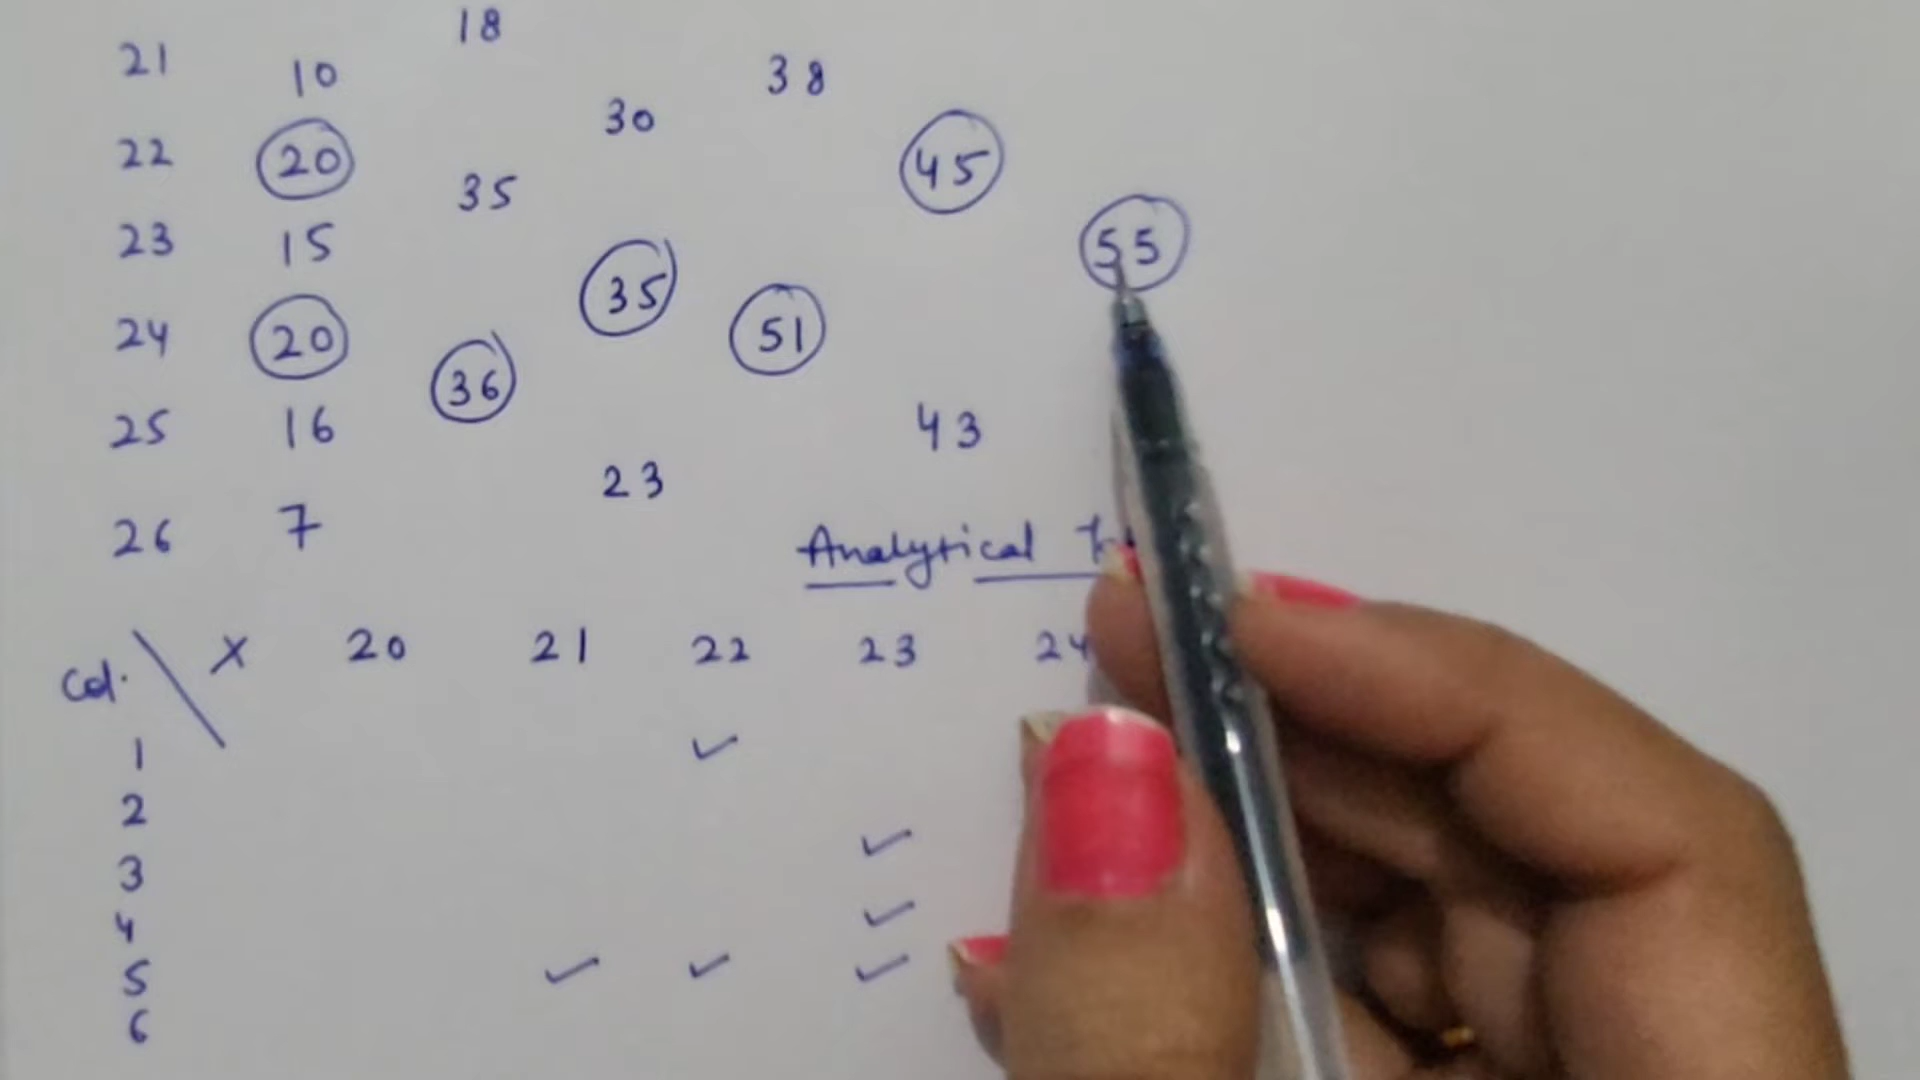 18
21 10 38
30
22 20 45
35
23 15 55
35
24 20 51
36
25 16 43
23
26 7
Analytical
Col. X 20 21 22 23 24
1 ✓
2
3 ✓
4 ✓
5 ✓ ✓ ✓
6